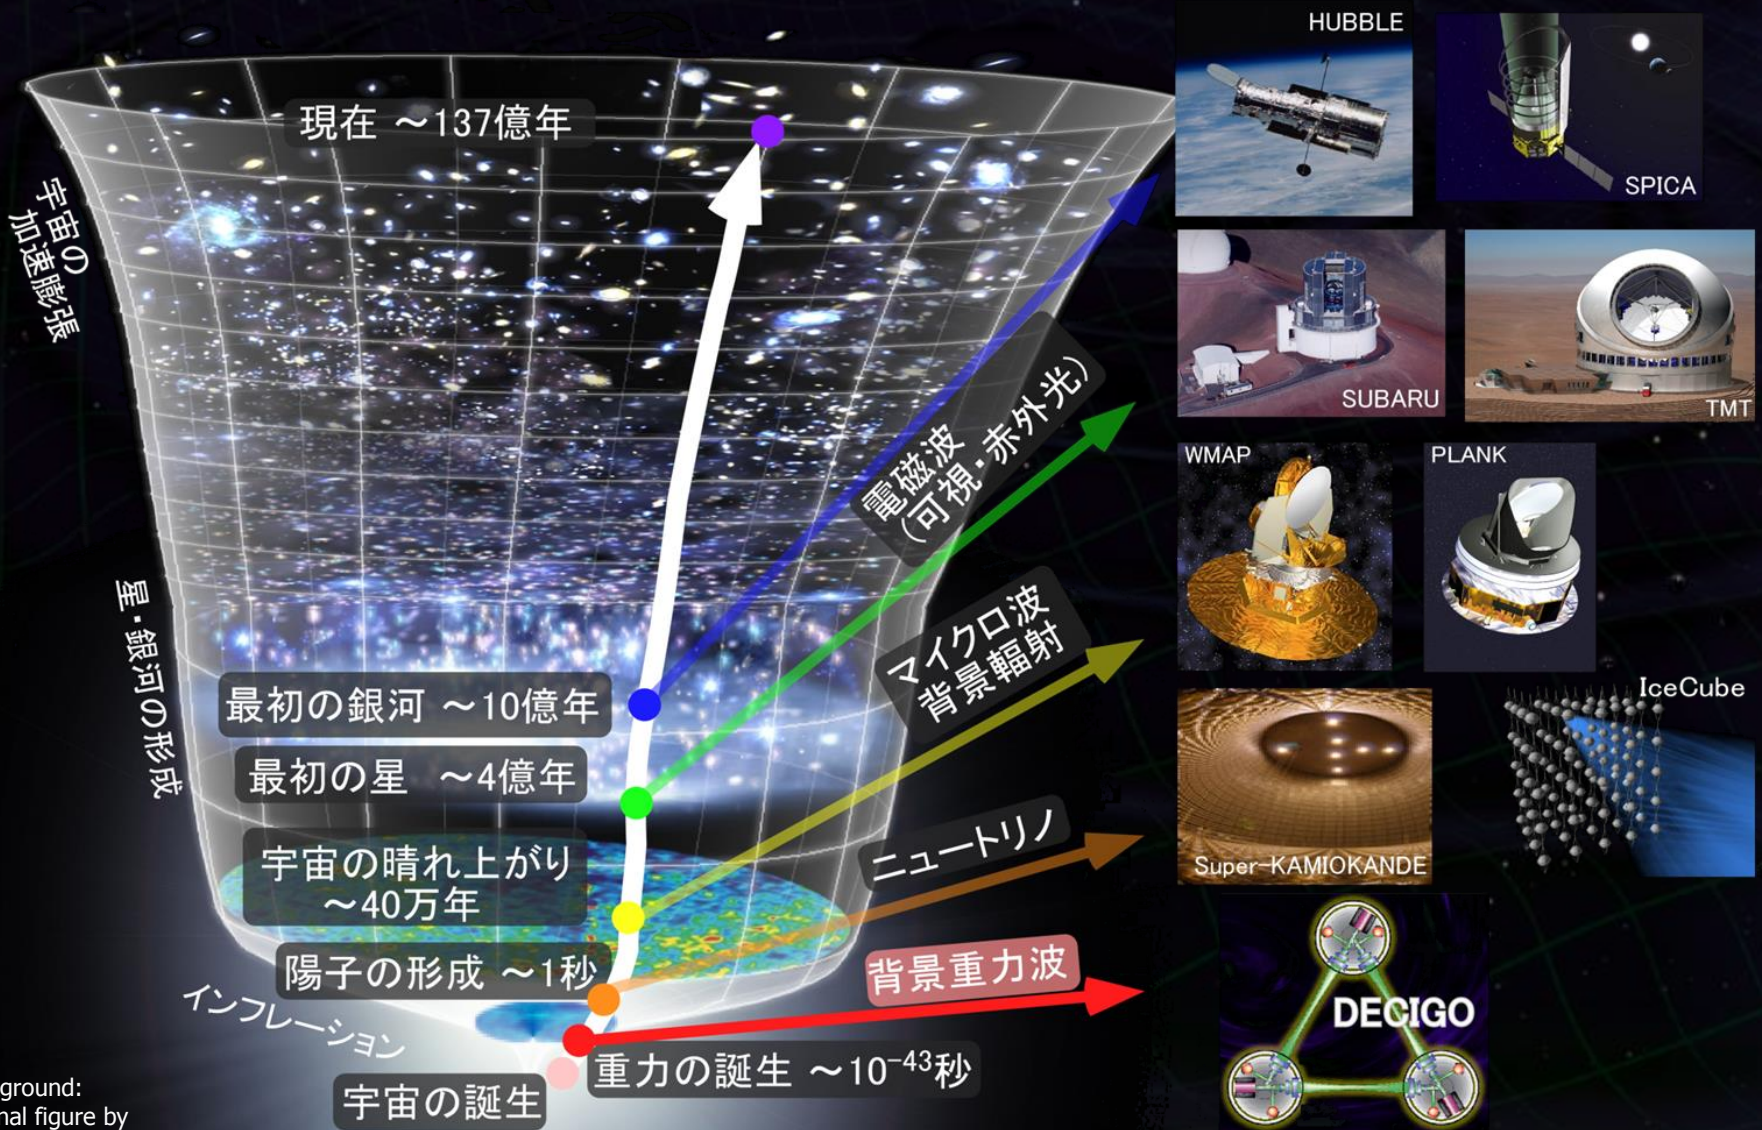 現在 ~137億年
宇宙の
加速膨張
星・銀河の形成
最初の銀河 ~10億年
最初の星 ~4億年
宇宙の晴れ上がり
~40万年
陽子の形成 ~1秒
インフレーション
重力の誕生 ~10⁻⁴³秒
宇宙の誕生
電磁波
(可視・赤外光)
マイクロ波
背景輻射
ニュートリノ
背景重力波
HUBBLE
SPICA
SUBARU
TMT
WMAP
PLANK
Super-KAMIOKANDE
IceCube
DECIGO
ground:
nal figure by